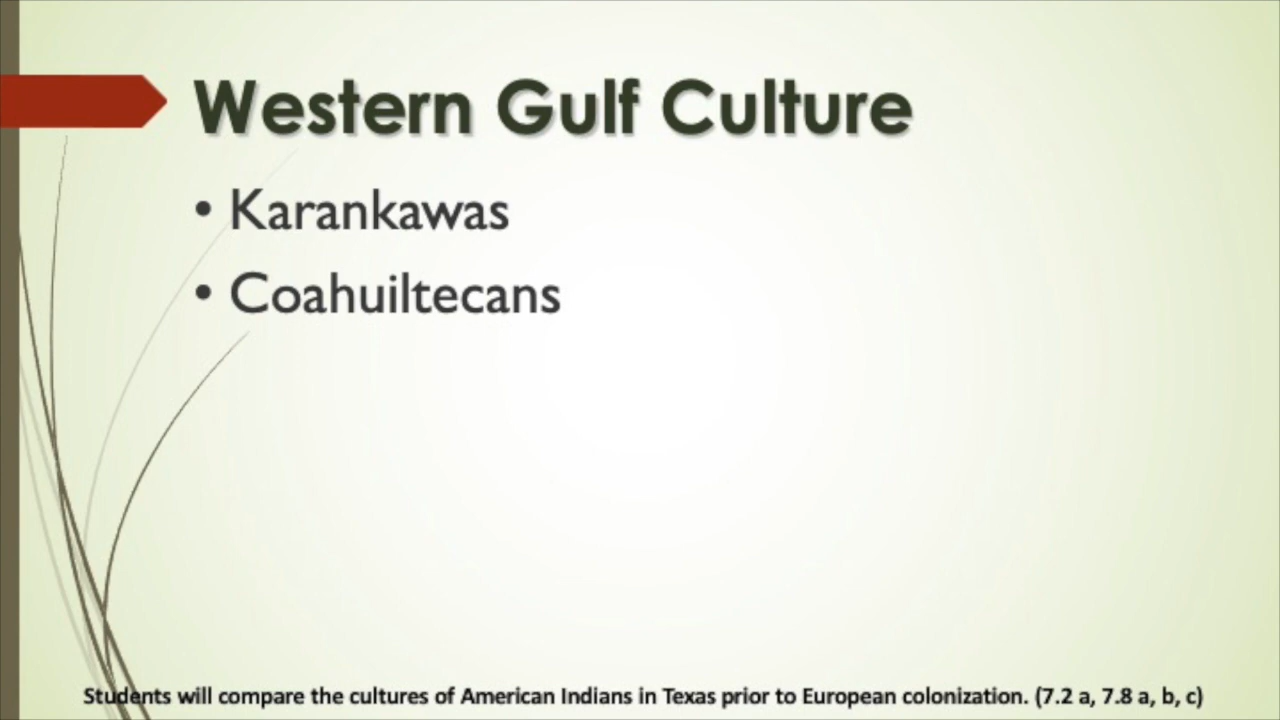 Western Gulf Culture
• Karankawas
• Coahuiltecans
Students will compare the cultures of American Indians in Texas prior to European colonization. (7.2 a, 7.8 a, b, c)